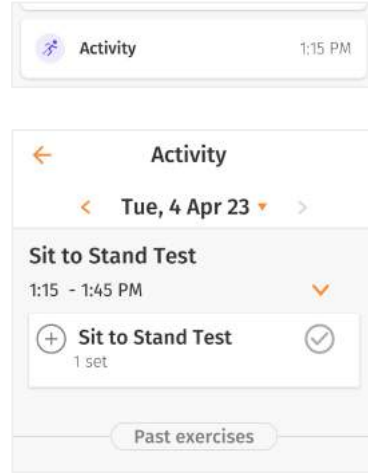 Activity 1:15 PM
Activity
Tue, 4 Apr 23
Sit to Stand Test
1:15 - 1:45 PM
Sit to Stand Test
1 set
Past exercises